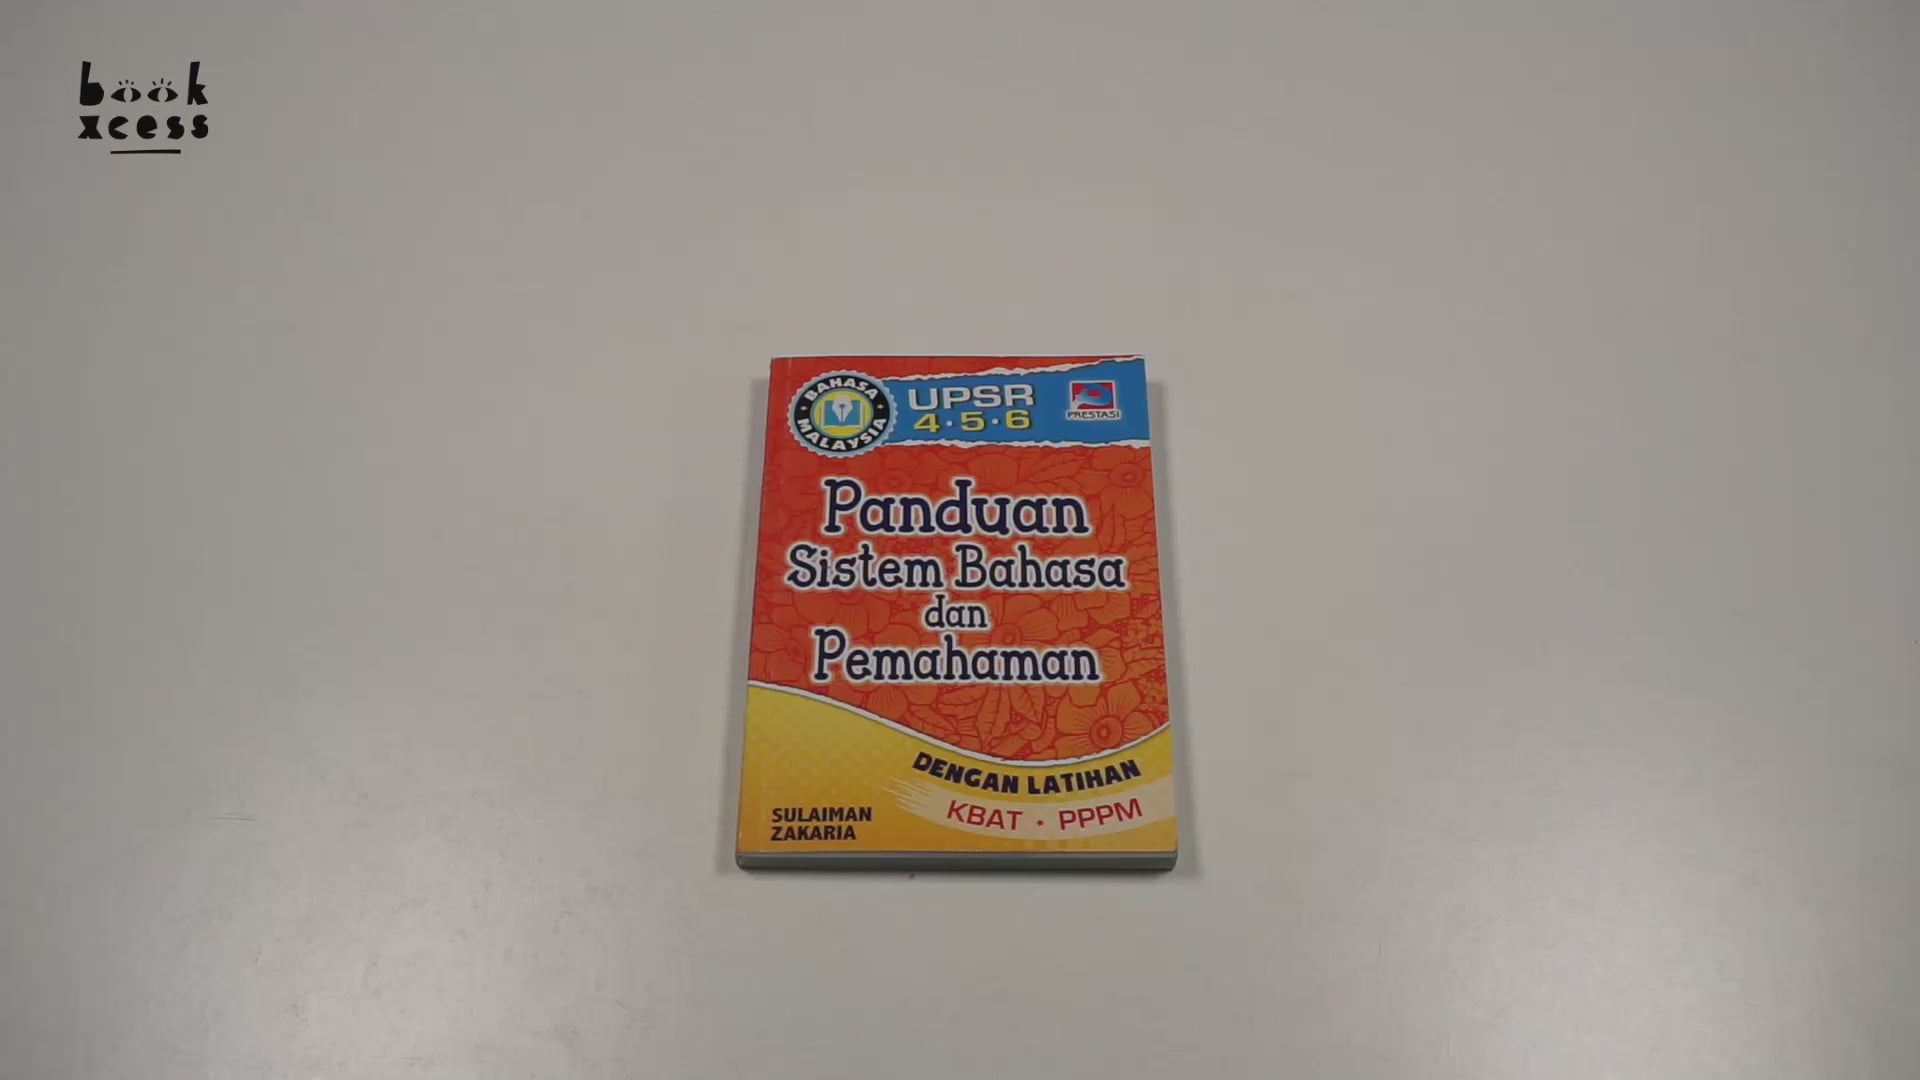 book
xcess
BAHASA
MALAYSIA
UPSR
4·5·6
PRESTASI
Panduan
Sistem Bahasa
dan
Pemahaman
DENGAN LATIHAN
KBAT · PPPM
SULAIMAN
ZAKARIA